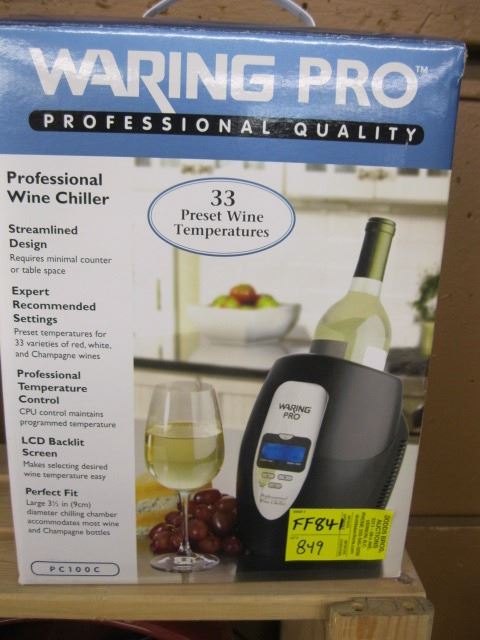 WARING PRO™
PROFESSIONAL QUALITY
Professional
Wine Chiller
33
Preset Wine
Temperatures
Streamlined
Design
Requires minimal counter
or table space
Expert
Recommended
Settings
Preset temperatures for
33 varieties of red, white,
and Champagne wines
Professional
Temperature
Control
CPU control maintains
programmed temperature
LCD Backlit
Screen
Makes selecting desired
wine temperature easy
Perfect Fit
Large 3½ in (9cm)
diameter chilling chamber
accommodates most wine
and Champagne bottles
PC100C
WARING
PRO
Professional
Wine Chiller
FF841
849